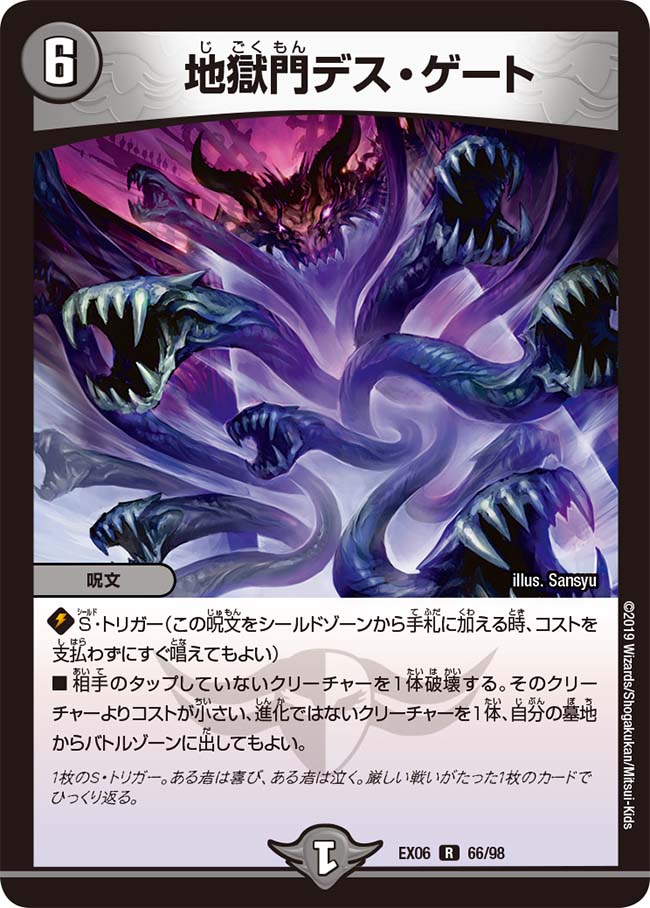 6
地獄門デス・ゲート
じごくもん
呪文
illus. Sansyu
S・トリガー(この呪文をシールドゾーンから手札に加える時、コストを
支払わずにすぐ唱えてもよい)
■ 相手のタップしていないクリーチャーを1体破壊する。そのクリー
チャーよりコストが小さい、進化ではないクリーチャーを1体、自分の墓地
からバトルゾーンに出してもよい。
1枚のS・トリガー。ある者は喜び、ある者は泣く。厳しい戦いがたった1枚のカードで
ひっくり返る。
1
EX06 R 66/98
©2019 Wizards/Shogakukan/Mitsui-Kids